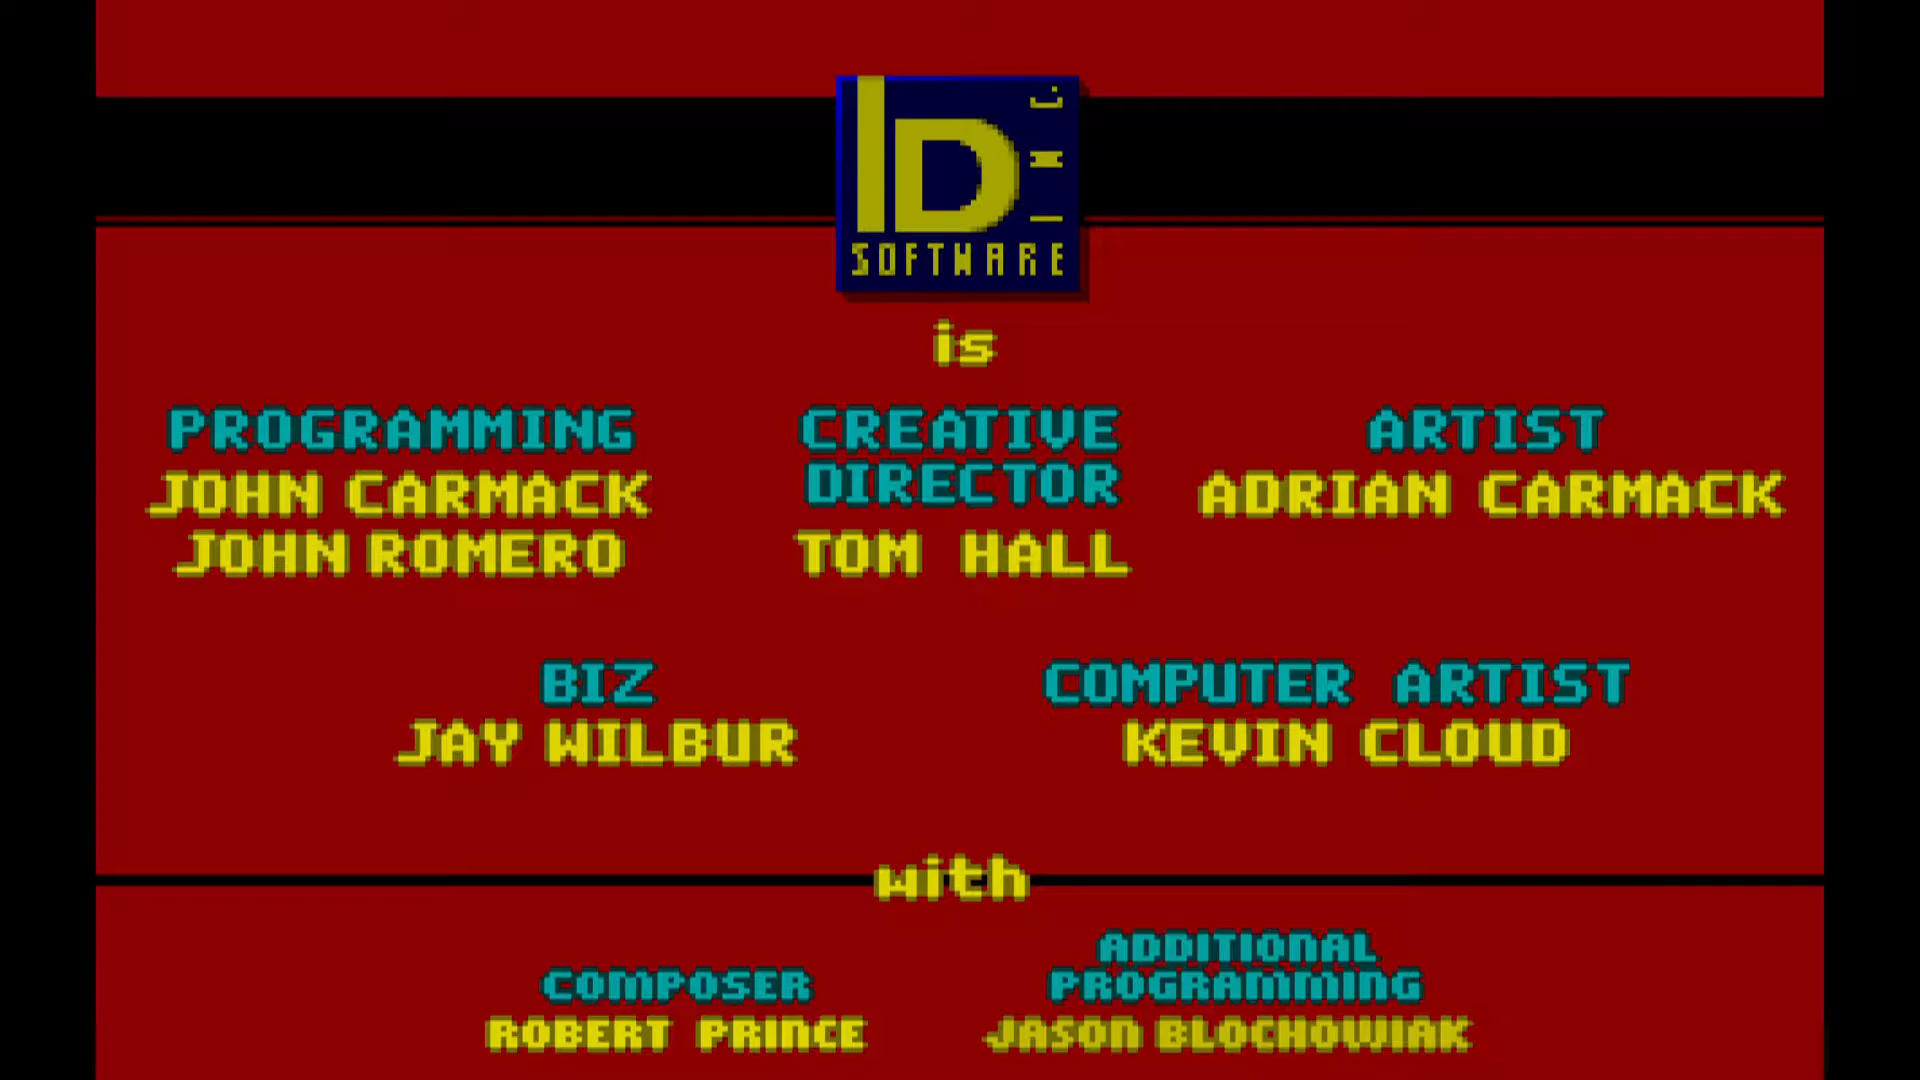 ID
INC
SOFTWARE
is
PROGRAMMING
JOHN CARMACK
JOHN ROMERO
CREATIVE
DIRECTOR
TOM HALL
ARTIST
ADRIAN CARMACK
BIZ
JAY WILBUR
COMPUTER ARTIST
KEVIN CLOUD
with
COMPOSER
ROBERT PRINCE
ADDITIONAL
PROGRAMMING
JASON BLOCHOWIAK